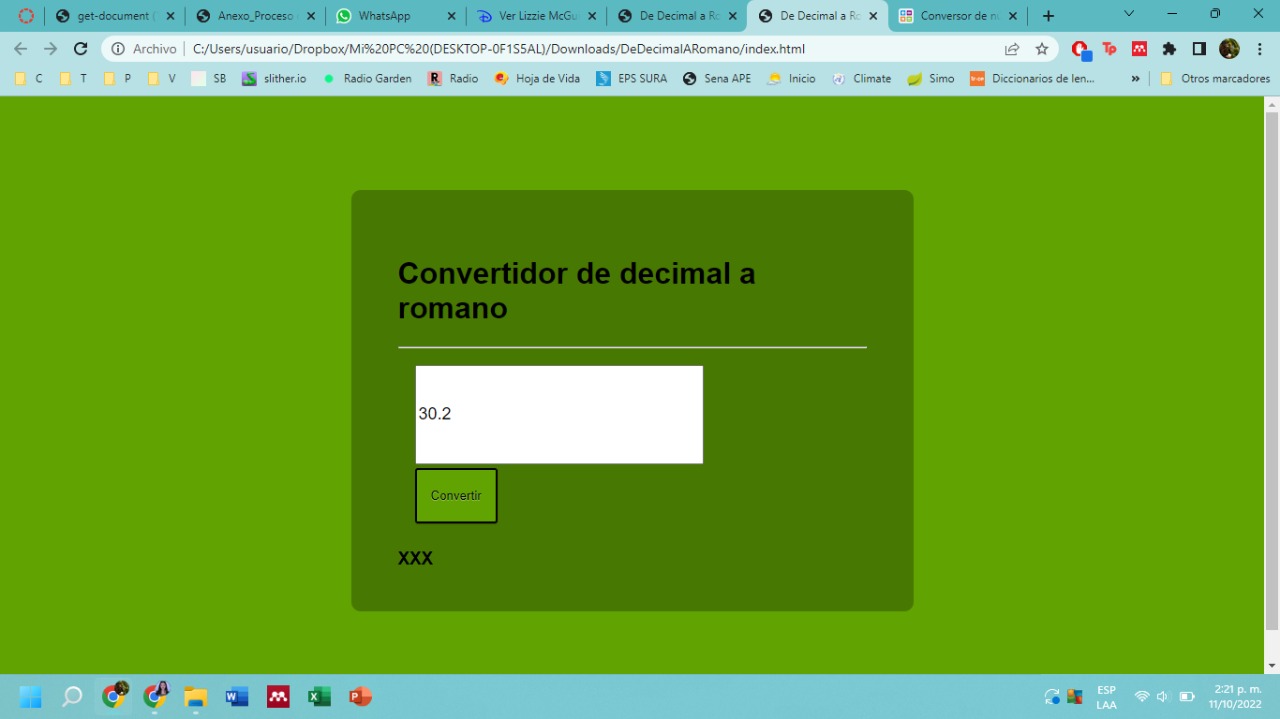 get-document (
Anexo_Proceso
WhatsApp
Ver Lizzie McGu
De Decimal a Ro
De Decimal a Ro
Conversor de nu
Archivo | C:/Users/usuario/Dropbox/Mi%20PC%20(DESKTOP-0F1S5AL)/Downloads/DeDecimalARomano/index.html
C T P V SB slither.io Radio Garden Radio Hoja de Vida EPS SURA Sena APE Inicio Climate Simo Diccionarios de len... » Otros marcadores
Convertidor de decimal a
romano
30.2
Convertir
XXX
ESP
LAA
2:21 p. m.
11/10/2022